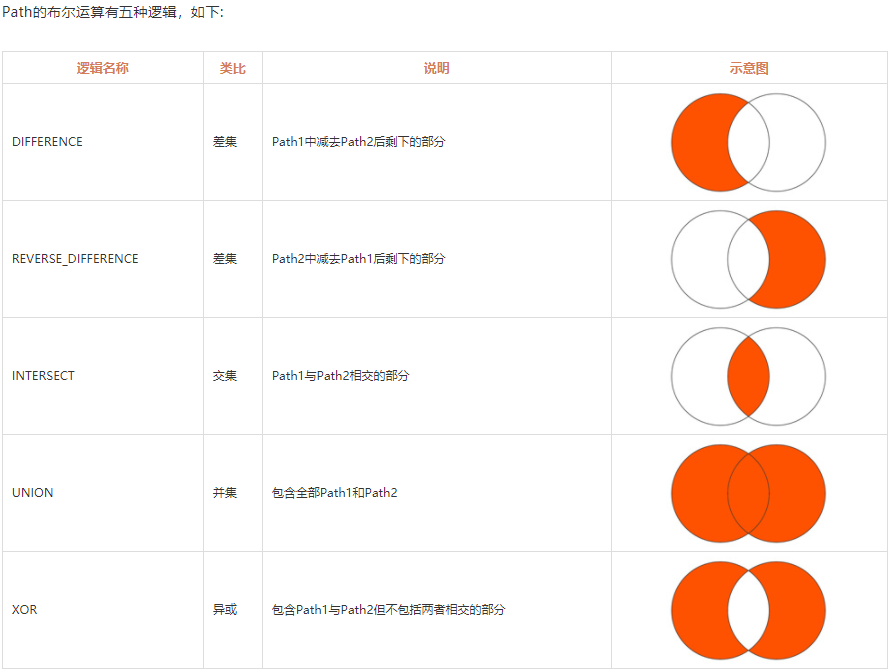 Path的布尔运算有五种逻辑，如下:
逻辑名称 类比 说明 示意图
DIFFERENCE 差集 Path1中减去Path2后剩下的部分
REVERSE_DIFFERENCE 差集 Path2中减去Path1后剩下的部分
INTERSECT 交集 Path1与Path2相交的部分
UNION 并集 包含全部Path1和Path2
XOR 异或 包含Path1与Path2但不包括两者相交的部分